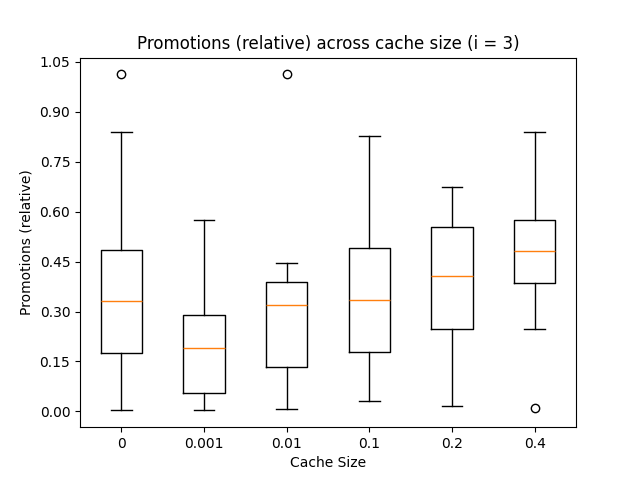 Promotions (relative) across cache size (i = 3)
1.05
0.90
0.75
0.60
0.45
0.30
0.15
0.00
Promotions (relative)
0 0.001 0.01 0.1 0.2 0.4
Cache Size